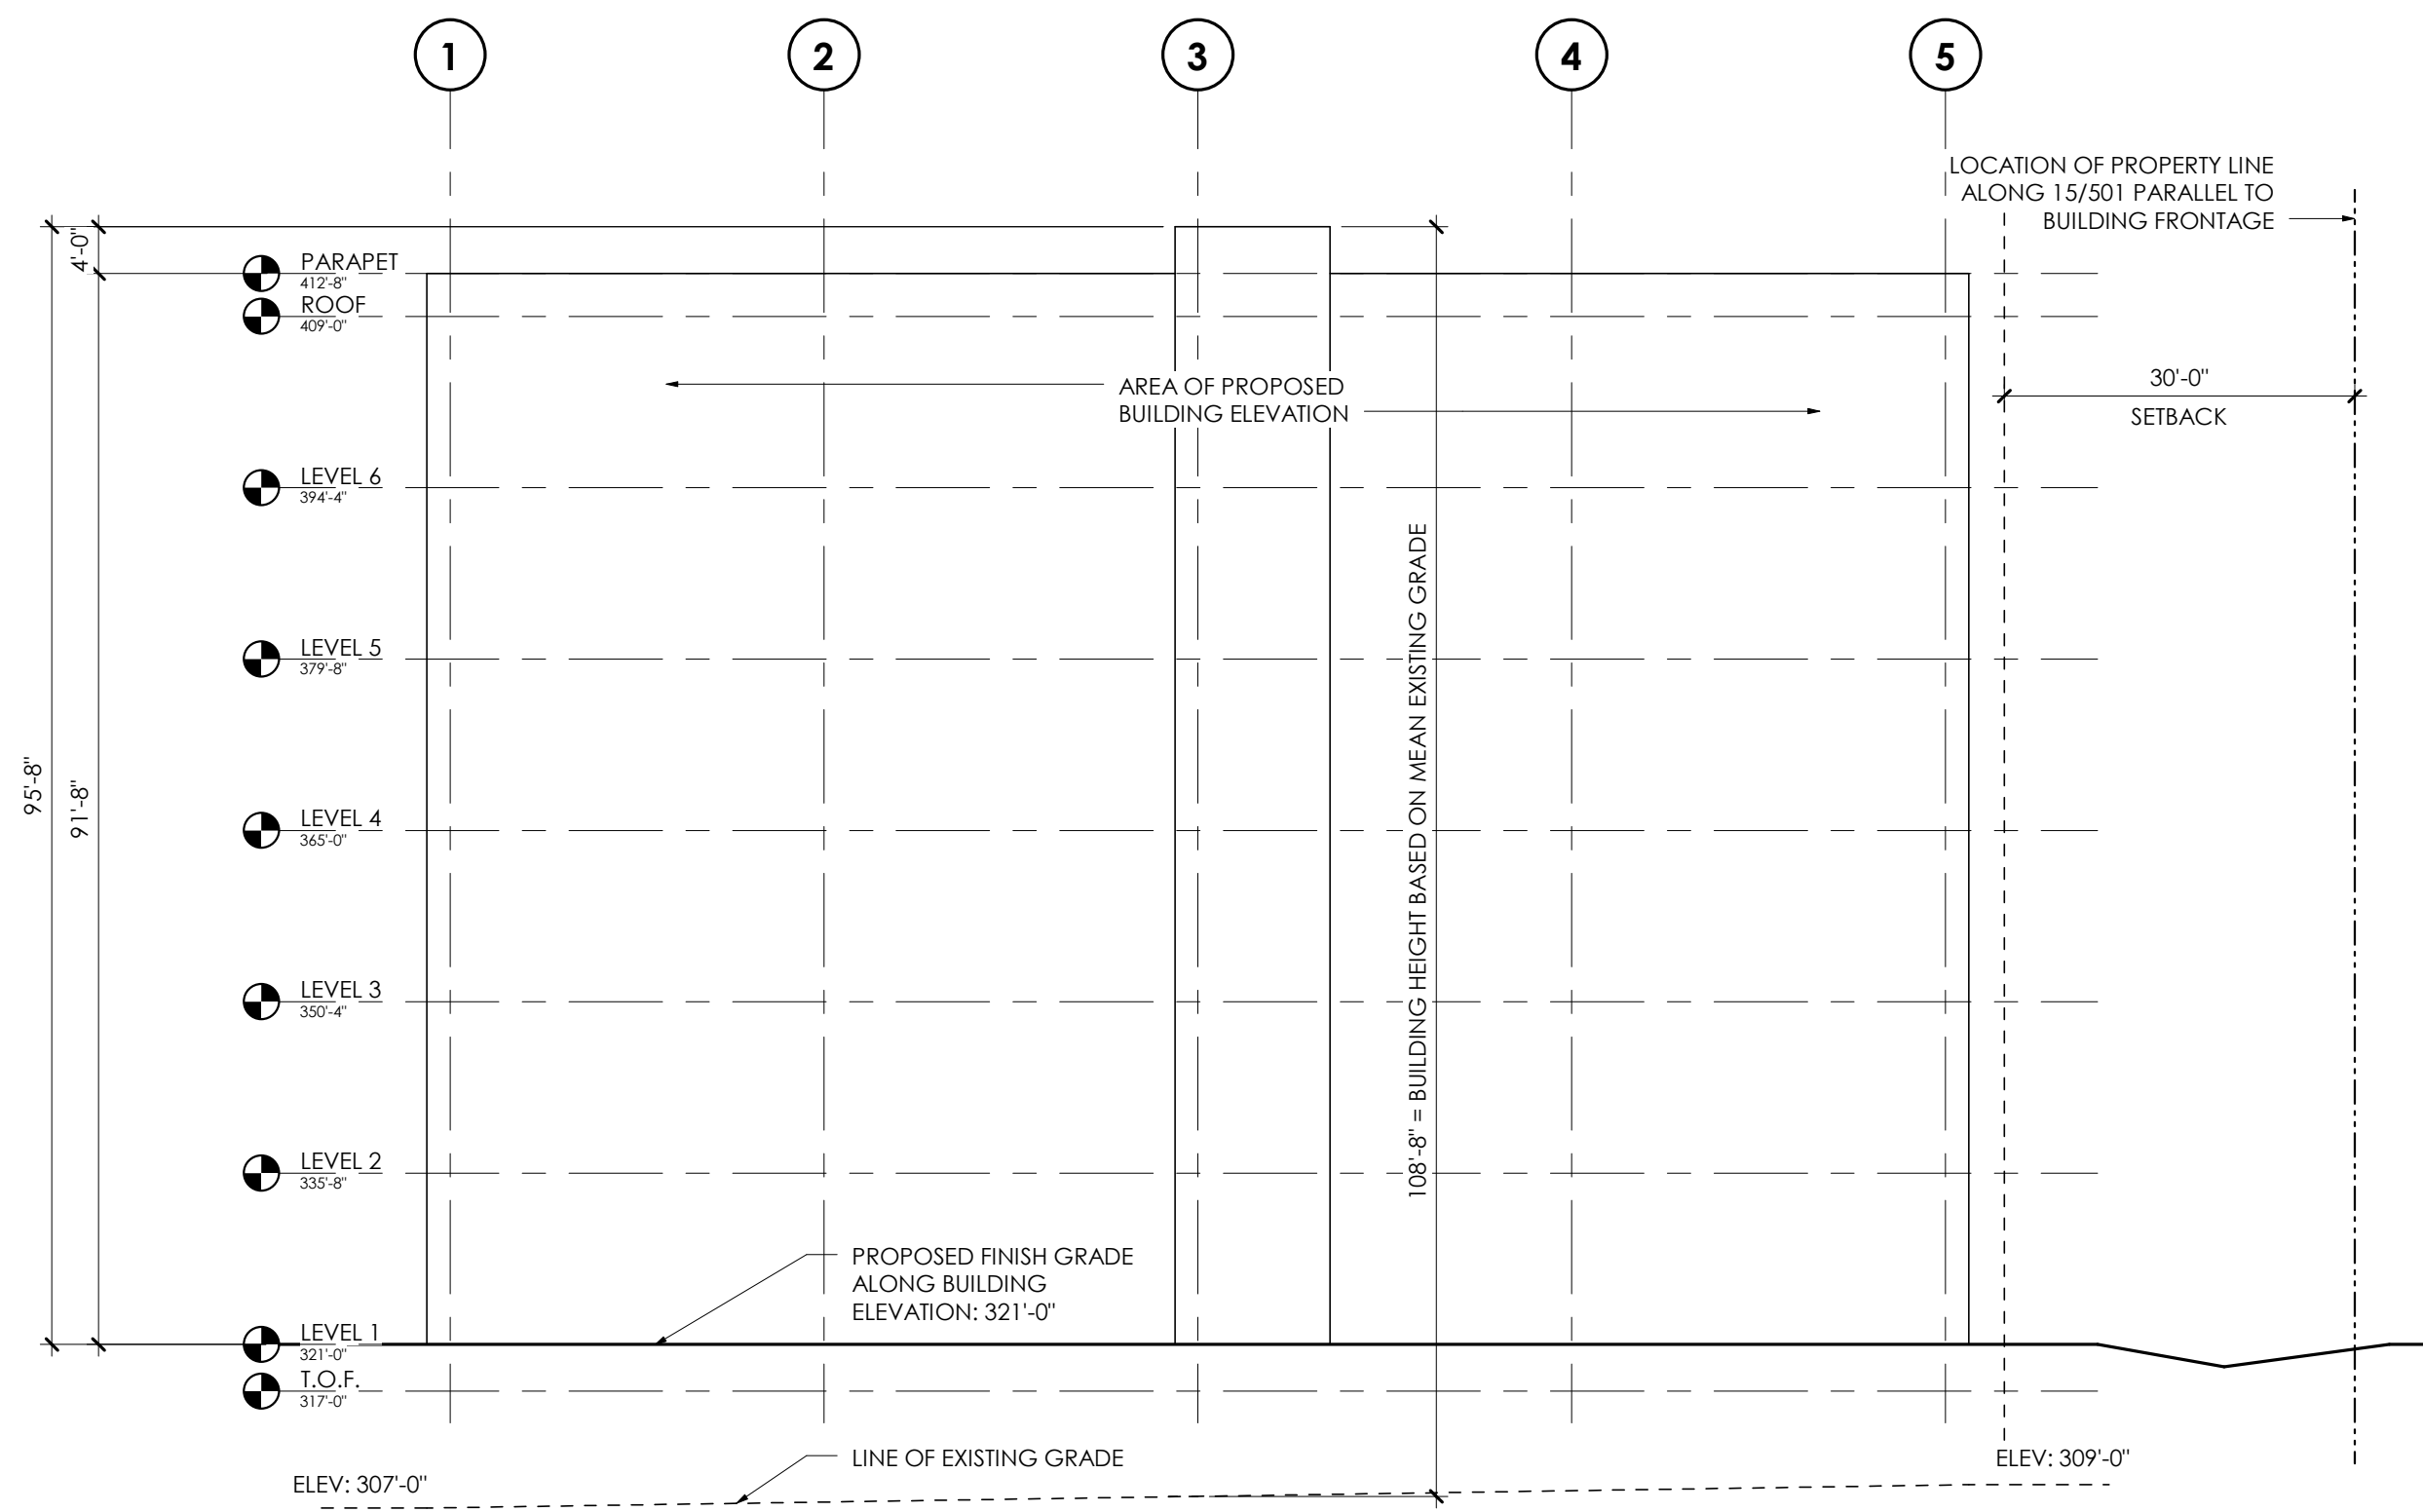 1
2
3
4
5
LOCATION OF PROPERTY LINE
ALONG 15/501 PARALLEL TO
BUILDING FRONTAGE
4'-0"
PARAPET
412'-8"
ROOF
409'-0"
AREA OF PROPOSED
BUILDING ELEVATION
30'-0"
SETBACK
LEVEL 6
394'-4"
LEVEL 5
379'-8"
95'-8"
91'-8"
LEVEL 4
365'-0"
108'-8" = BUILDING HEIGHT BASED ON MEAN EXISTING GRADE
LEVEL 3
350'-4"
LEVEL 2
335'-8"
PROPOSED FINISH GRADE
ALONG BUILDING
ELEVATION: 321'-0"
LEVEL 1
321'-0"
T.O.F.
317'-0"
LINE OF EXISTING GRADE
ELEV: 309'-0"
ELEV: 307'-0"